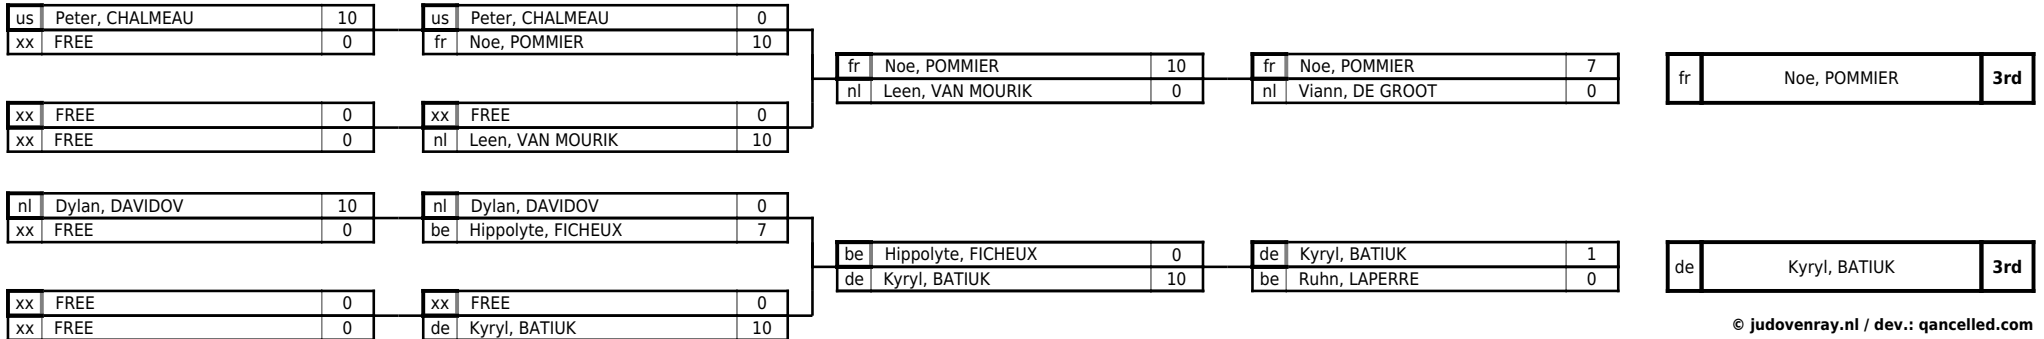 us Peter, CHALMEAU 10
xx FREE 0
xx FREE 0
xx FREE 0
nl Dylan, DAVIDOV 10
xx FREE 0
xx FREE 0
xx FREE 0
us Peter, CHALMEAU 0
fr Noe, POMMIER 10
xx FREE 0
nl Leen, VAN MOURIK 10
nl Dylan, DAVIDOV 0
be Hippolyte, FICHEUX 7
xx FREE 0
de Kyryl, BATIUK 10
fr Noe, POMMIER 10
nl Leen, VAN MOURIK 0
be Hippolyte, FICHEUX 0
de Kyryl, BATIUK 10
fr Noe, POMMIER 7
nl Viann, DE GROOT 0
de Kyryl, BATIUK 1
be Ruhn, LAPERRE 0
fr Noe, POMMIER 3rd
de Kyryl, BATIUK 3rd
© judovenray.nl / dev.: qancelled.com